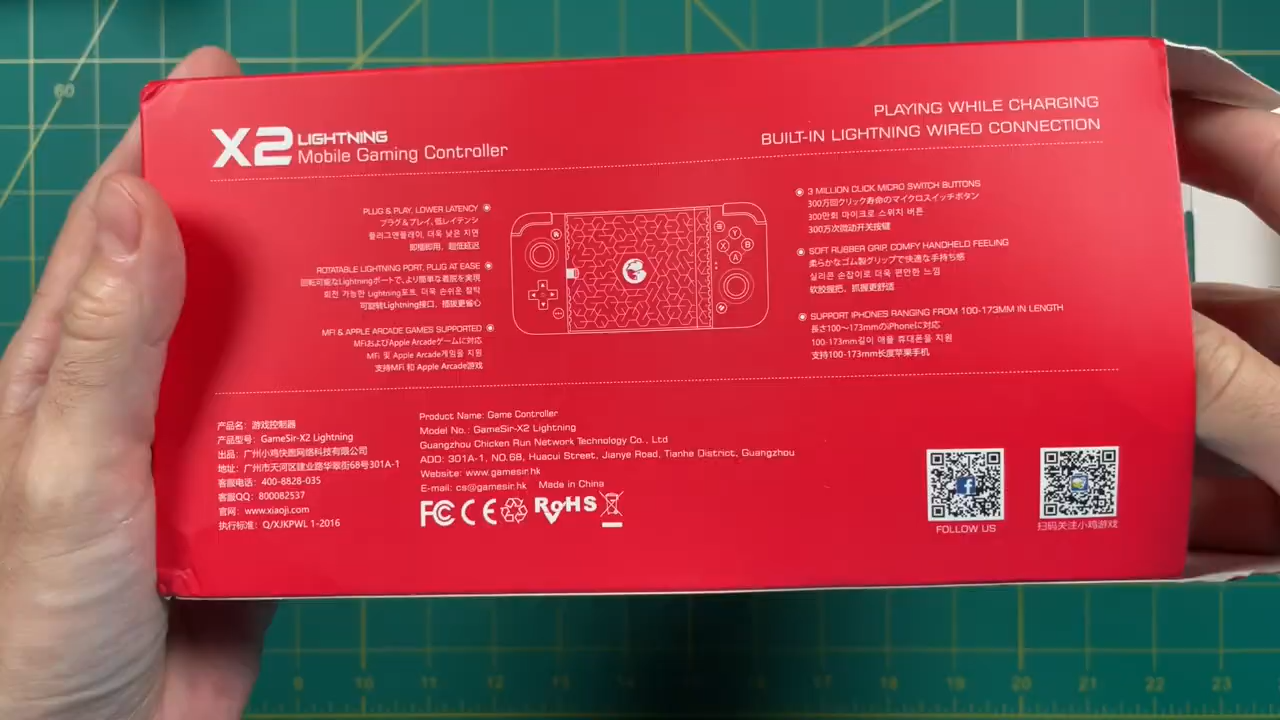 X2 LIGHTNING
Mobile Gaming Controller
PLAYING WHILE CHARGING
BUILT-IN LIGHTNING WIRED CONNECTION
PLUG & PLAY, LOWER LATENCY
プラグ&プレイ, 低レイテンシ
플러그앤플레이, 더욱 낮은 지연
即插即用, 超低延迟
ROTATABLE LIGHTNING PORT, PLUG AT EASE
回転可能なLightningポートで、より簡単な着脱を実現
회전 가능한 Lightning포트, 더욱 손쉬운 탈착
可旋转Lightning接口, 插拔更省心
MFI & APPLE ARCADE GAMES SUPPORTED
MFiおよびApple Arcadeゲームに対応
MFi 및 Apple Arcade게임을 지원
支持MFi 和 Apple Arcade游戏
Y
X
B
A
3 MILLION CLICK MICRO SWITCH BUTTONS
300万回クリック寿命のマイクロスイッチボタン
300만회 마이크로 스위치 버튼
300万次微动开关按键
SOFT RUBBER GRIP, COMFY HANDHELD FEELING
柔らかなゴム製グリップで快適な手持ち感
실리콘 손잡이로 더욱 편안한 느낌
软胶握把, 抓握更舒适
SUPPORT IPHONES RANGING FROM 100-173MM IN LENGTH
長さ100～173mmのiPhoneに対応
100-173mm길이 애플 휴대폰을 지원
支持100-173mm长度苹果手机
产品名: 游戏控制器
产品型号: GameSir-X2 Lightning
出品: 广州小鸡快跑网络科技有限公司
地址: 广州市天河区建业路华翠街68号301A-1
客服电话: 400-8828-035
客服QQ: 800082537
官网: www.xiaoji.com
执行标准: Q/XJKPWL 1-2016
Product Name: Game Controller
Model No.: GameSir-X2 Lightning
Guangzhou Chicken Run Network Technology Co., Ltd
ADD: 301A-1, NO.68, Huacui Street, Jianye Road, Tianhe District, Guangzhou
Website: www.gamesir.hk
E-mail: cs@gamesir.hk Made in China
FC CE RoHS
FOLLOW US
扫码关注小鸡游戏
60
9
10
11
12
13
14
15
20
21
22
23